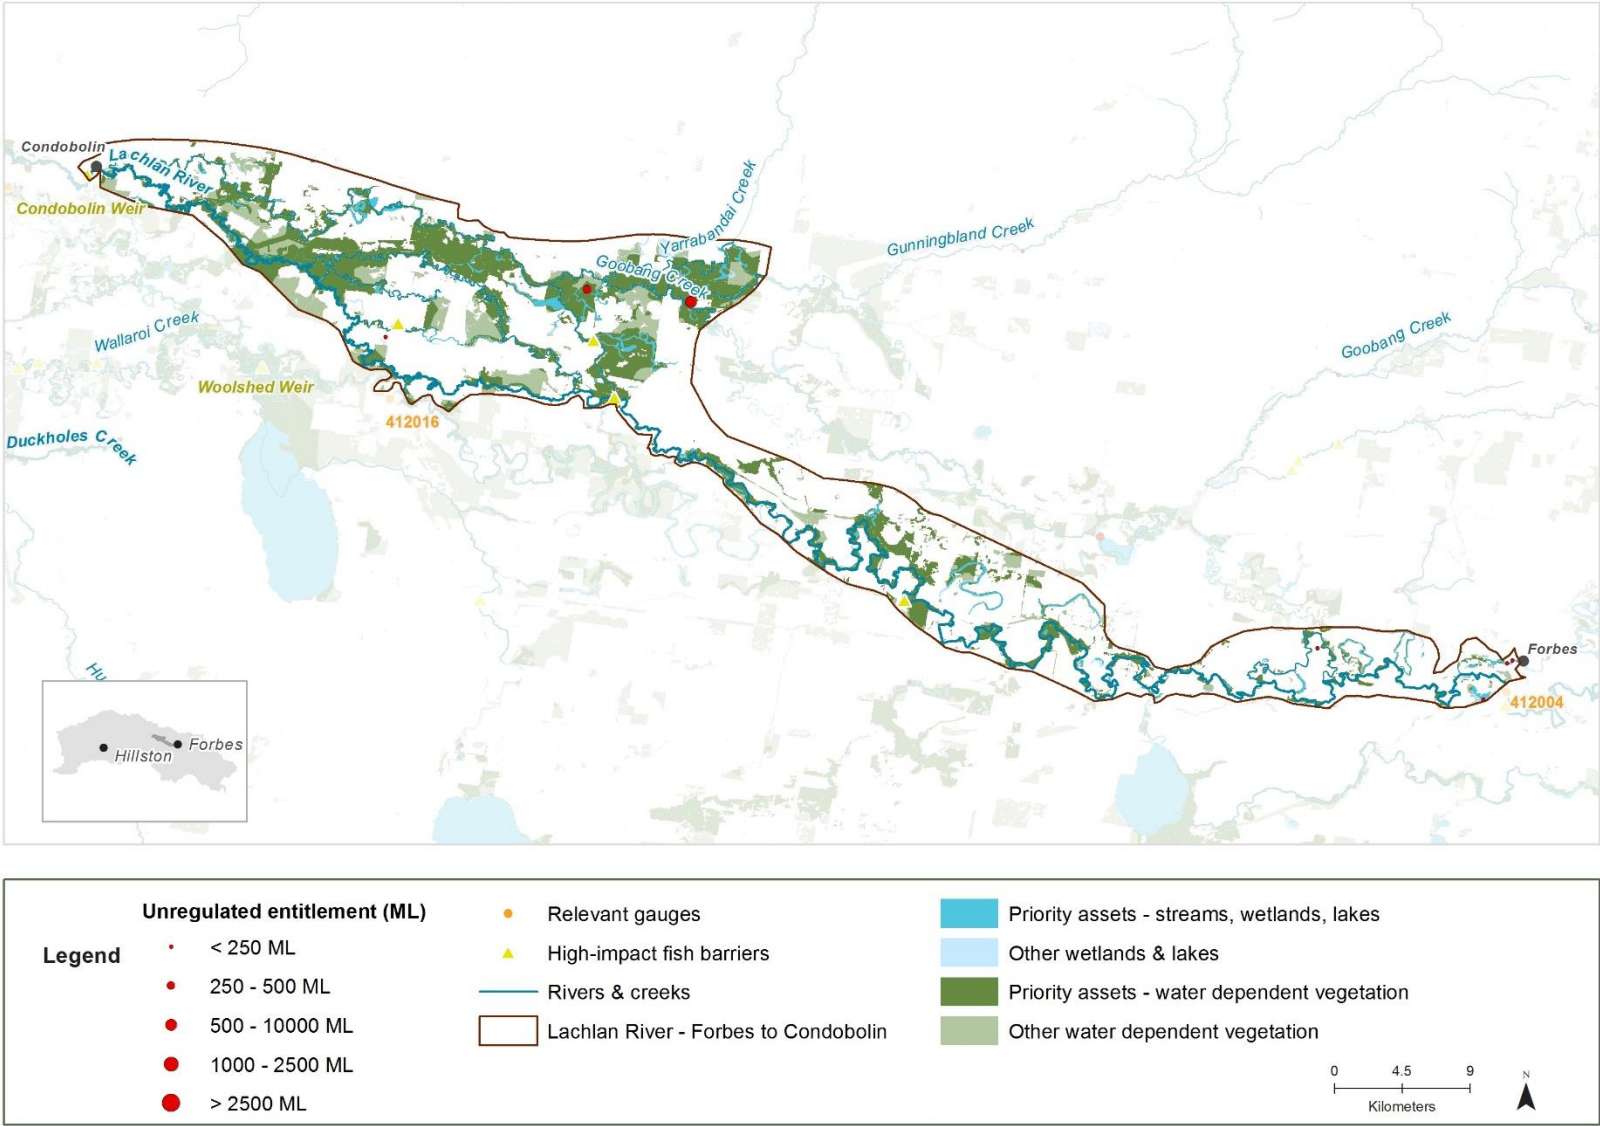 Condobolin
Lachlan River
Condobolin Weir
Yarrabandai Creek
Gunningbland Creek
Goobang Creek
Wallaroi Creek
Goobang Creek
Woolshed Weir
412016
Duckholes Creek
Hu
Forbes
412004
Hillston
Forbes
Legend
Unregulated entitlement (ML)
< 250 ML
250 - 500 ML
500 - 10000 ML
1000 - 2500 ML
> 2500 ML
Relevant gauges
High-impact fish barriers
Rivers & creeks
Lachlan River - Forbes to Condobolin
Priority assets - streams, wetlands, lakes
Other wetlands & lakes
Priority assets - water dependent vegetation
Other water dependent vegetation
0 4.5 9
Kilometers
N